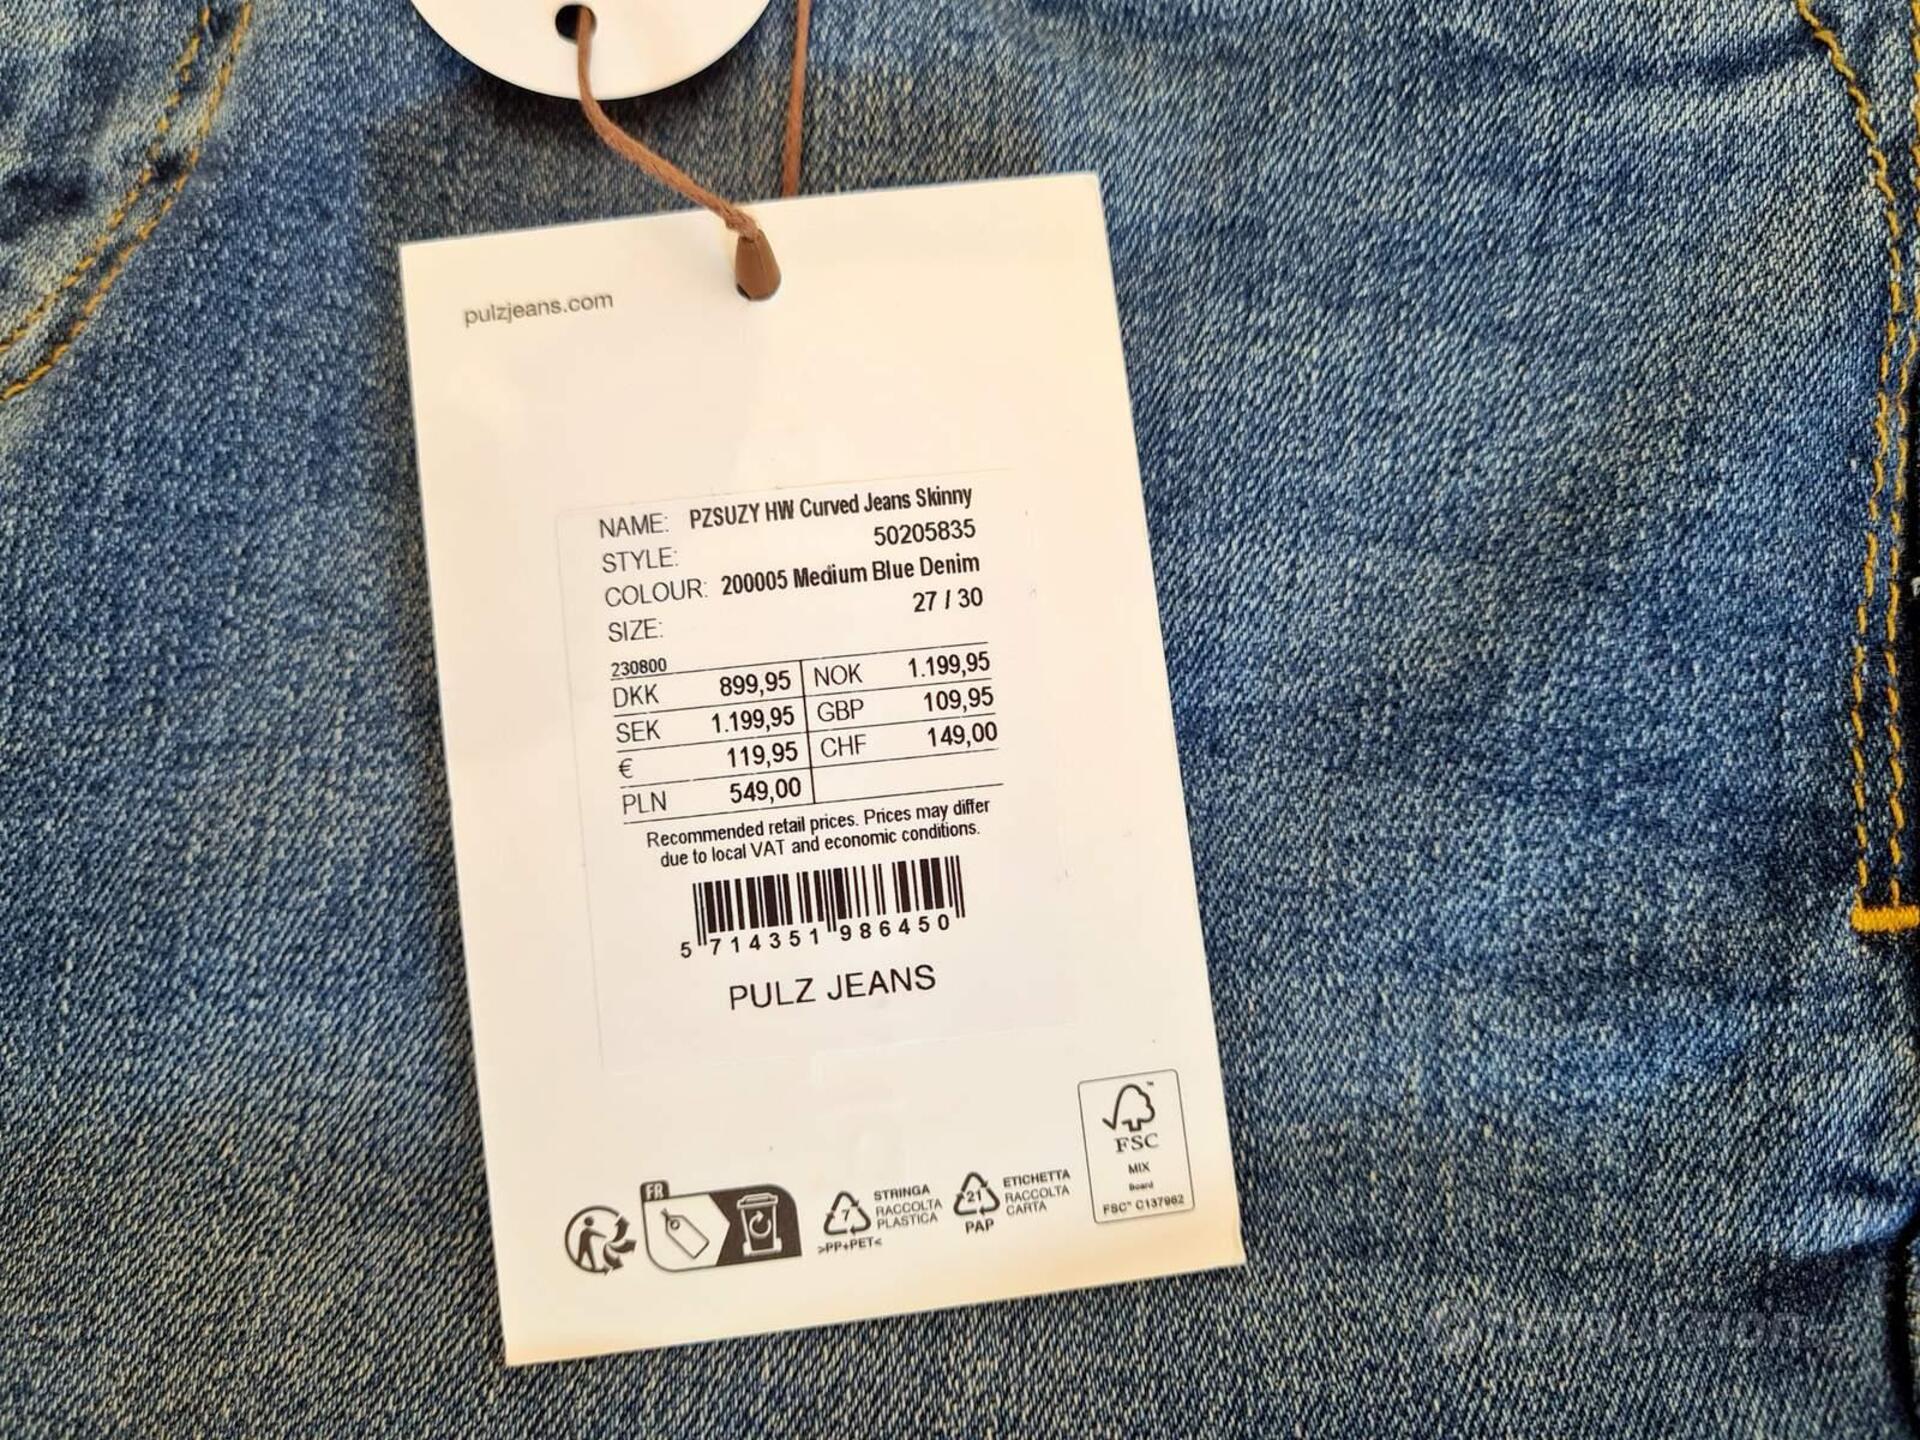 pulzjeans.com
NAME: PZSUZY HW Curved Jeans Skinny
STYLE: 50205835
COLOUR: 200005 Medium Blue Denim
SIZE: 27 / 30
230800
DKK 899,95 NOK 1.199,95
SEK 1.199,95 GBP 109,95
€ 119,95 CHF 149,00
PLN 549,00
Recommended retail prices. Prices may differ
due to local VAT and economic conditions.
5 714351 986450
PULZ JEANS
FR
7
>PP+PET<
STRINGA
RACCOLTA
PLASTICA
21
PAP
ETICHETTA
RACCOLTA
CARTA
FSC
MIX
Board
FSC™ C137962